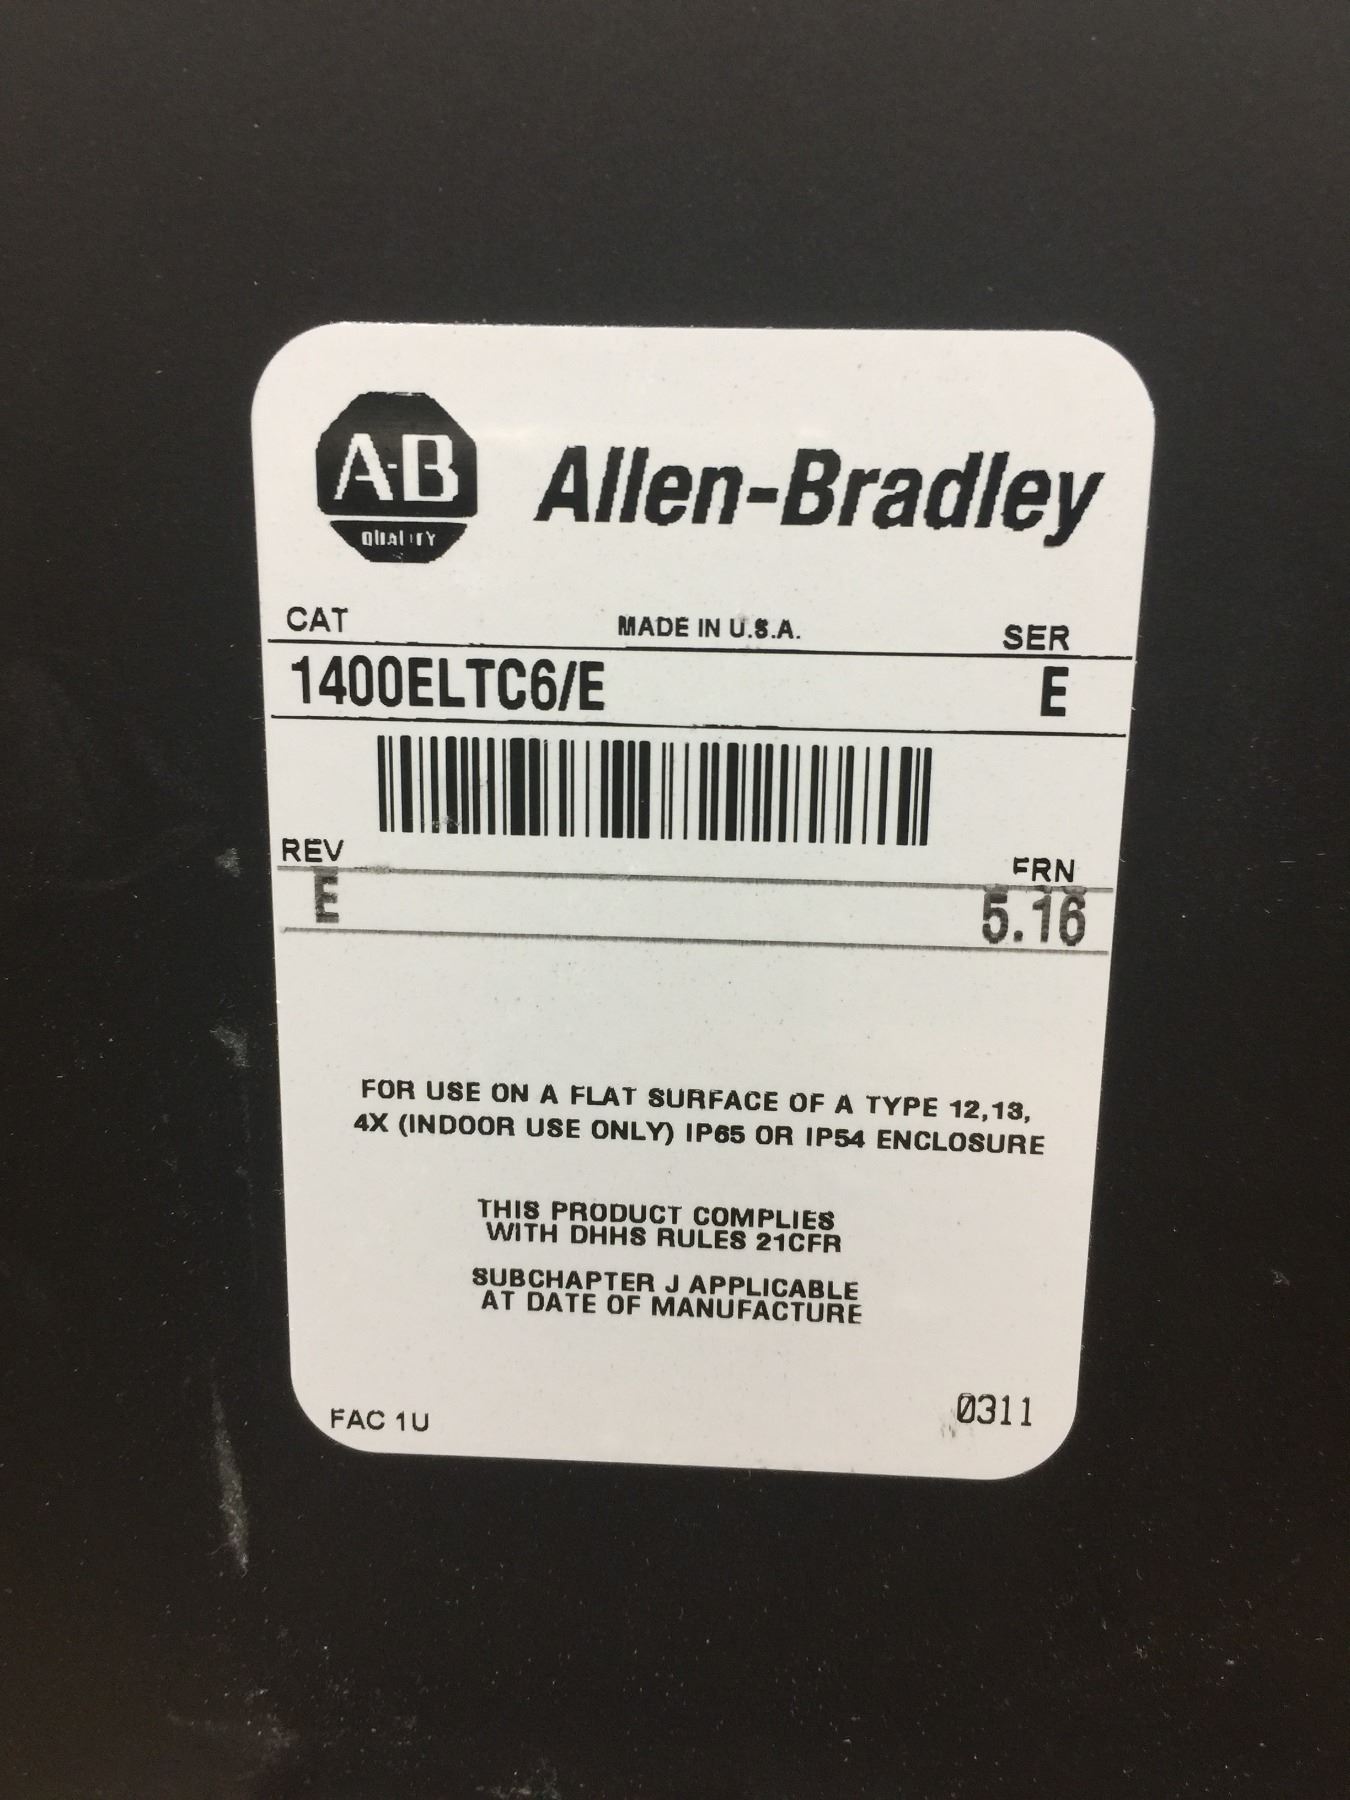 A-B
QUALITY
Allen-Bradley
CAT MADE IN U.S.A. SER
1400ELTC6/E E
REV FRN
E 5.16
FOR USE ON A FLAT SURFACE OF A TYPE 12,13,
4X (INDOOR USE ONLY) IP65 OR IP54 ENCLOSURE
THIS PRODUCT COMPLIES
WITH DHHS RULES 21CFR
SUBCHAPTER J APPLICABLE
AT DATE OF MANUFACTURE
FAC 1U 0311